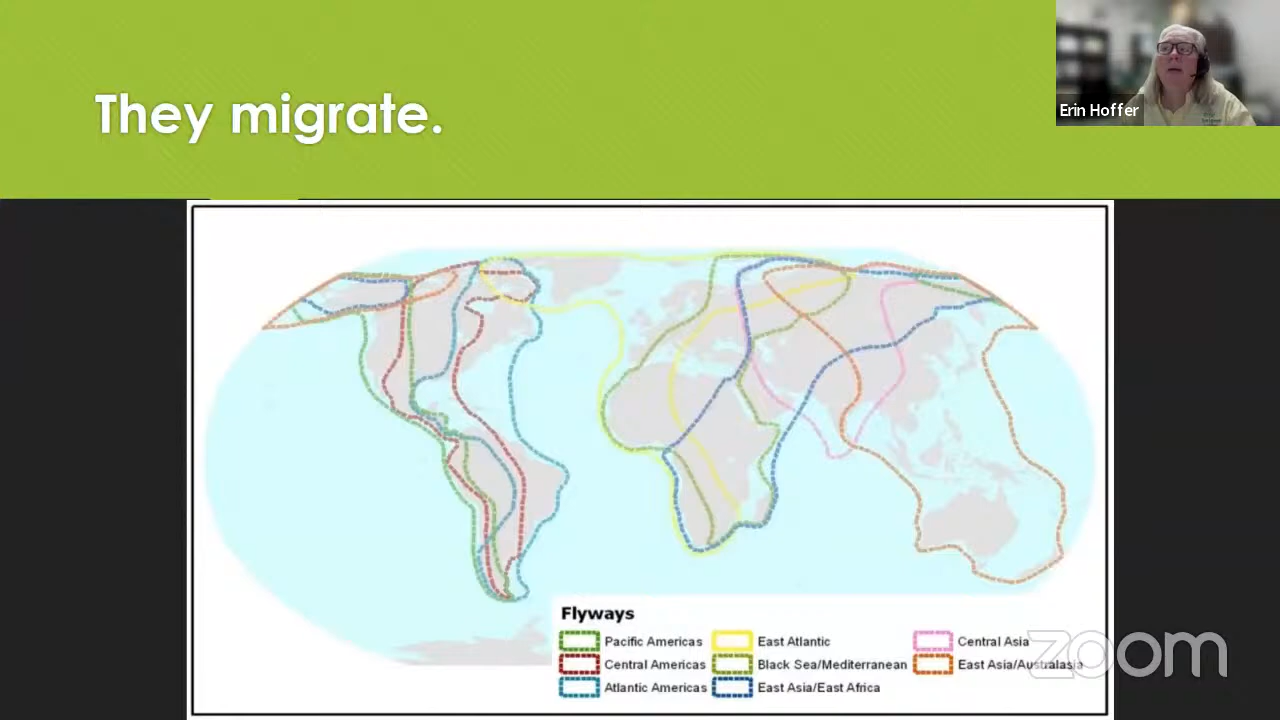 They migrate.
Erin Hoffer
Flyways
Pacific Americas
East Atlantic
Central Asia
Central Americas
Black Sea/Mediterranean
East Asia/Australasia
Atlantic Americas
East Asia/East Africa
zoom